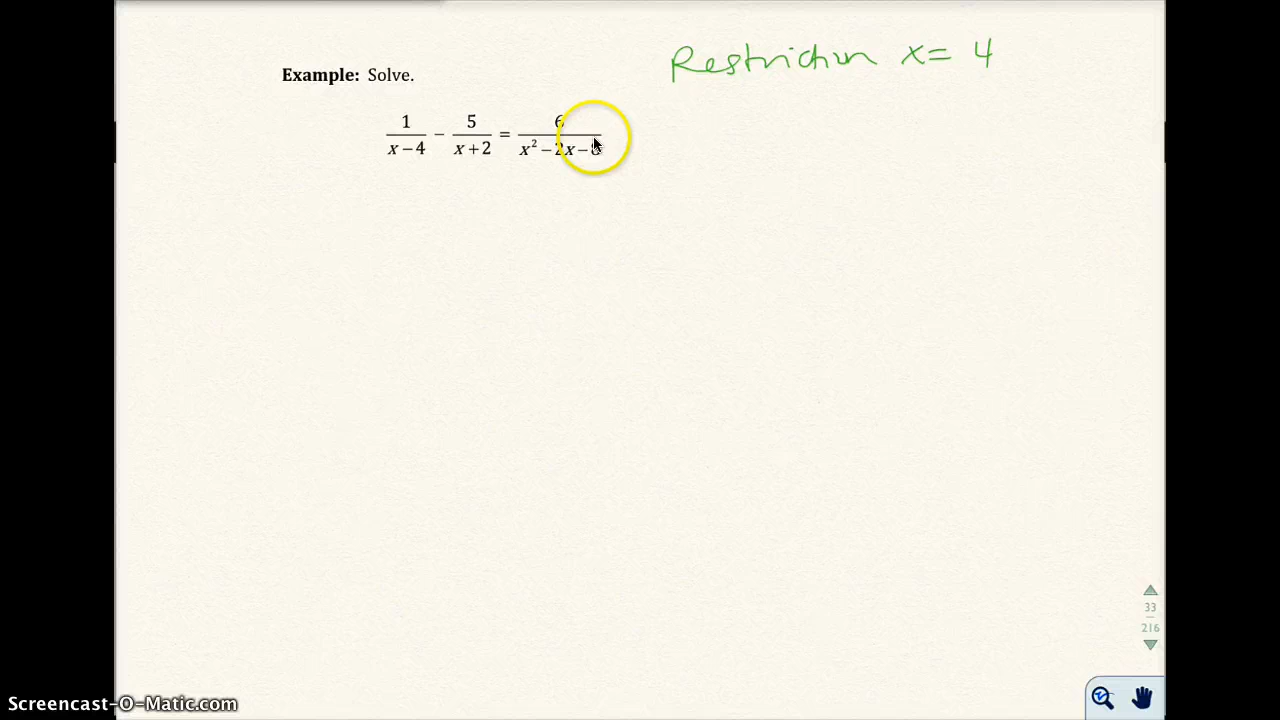 Restriction x= 4
Example: Solve.
1/(x−4) − 5/(x+2) = 6/(x²−2x−8)
33
216
Screencast-O-Matic.com